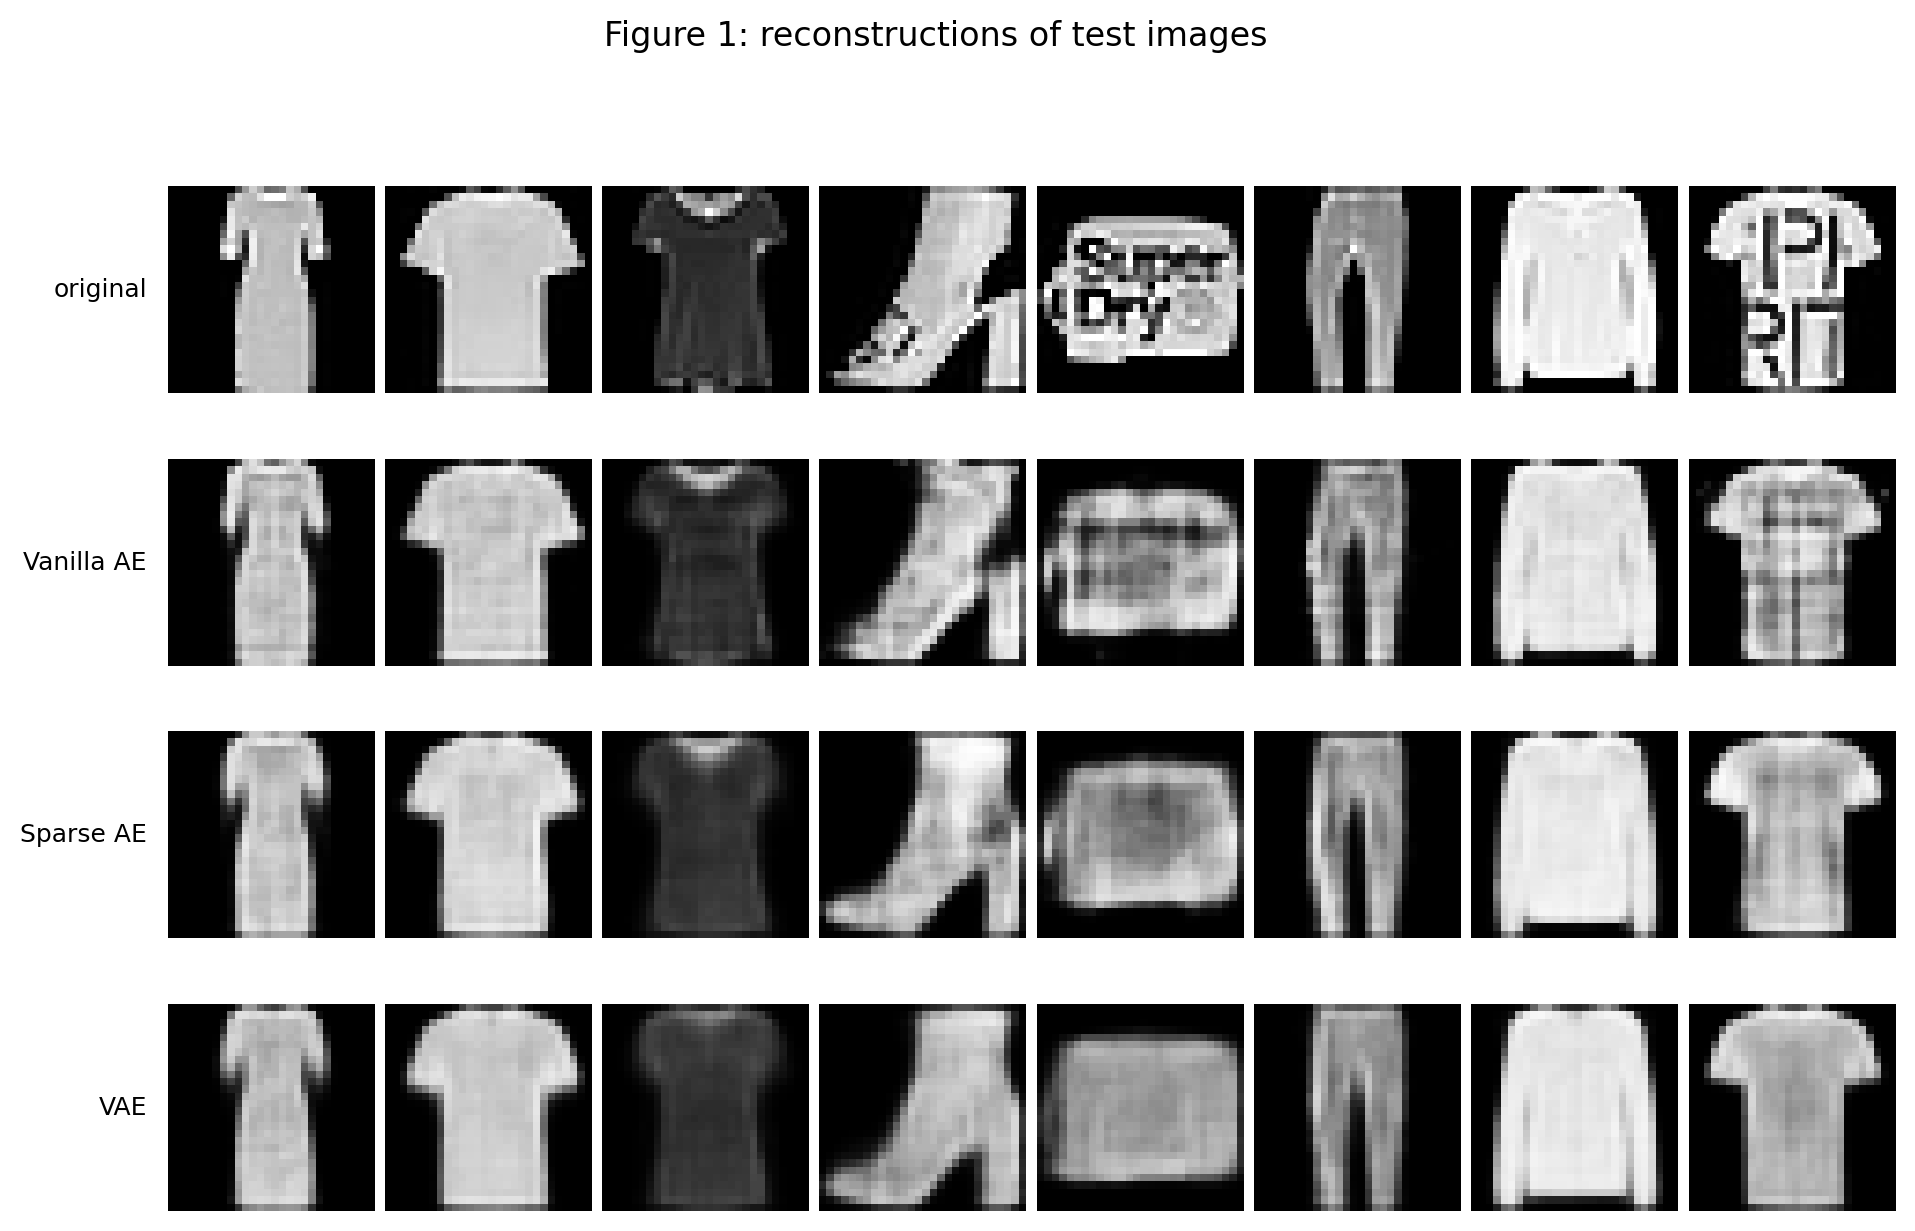 Figure 1: reconstructions of test images
original
Super
Dry
Vanilla AE
Sparse AE
VAE